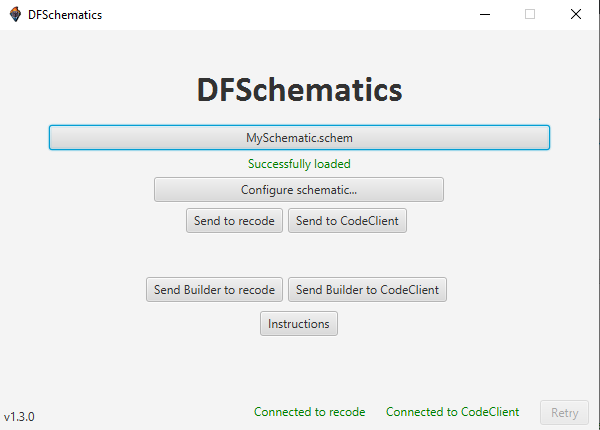 DFSchematics
DFSchematics
MySchematic.schem
Successfully loaded
Configure schematic...
Send to recode Send to CodeClient
Send Builder to recode Send Builder to CodeClient
Instructions
v1.3.0 Connected to recode Connected to CodeClient Retry